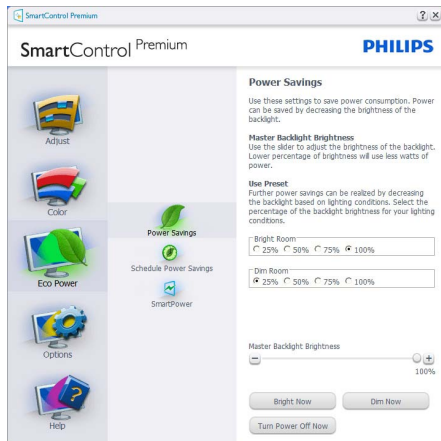 SmartControl Premium
SmartControl Premium
PHILIPS
Adjust
Color
Eco Power
Options
Help
Power Savings
Schedule Power Savings
SmartPower
Power Savings
Use these settings to save power consumption. Power
can be saved by decreasing the brightness of the
backlight.
Master Backlight Brightness
Use the slider to adjust the brightness of the backlight.
Lower percentage of brightness will use less watts of
power.
Use Preset
Further power savings can be realized by decreasing
the backlight based on lighting conditions. Select the
percentage of the backlight brightness for your lighting
conditions.
Bright Room
25% 50% 75% 100%
Dim Room
25% 50% 75% 100%
Master Backlight Brightness
100%
Bright Now Dim Now
Turn Power Off Now